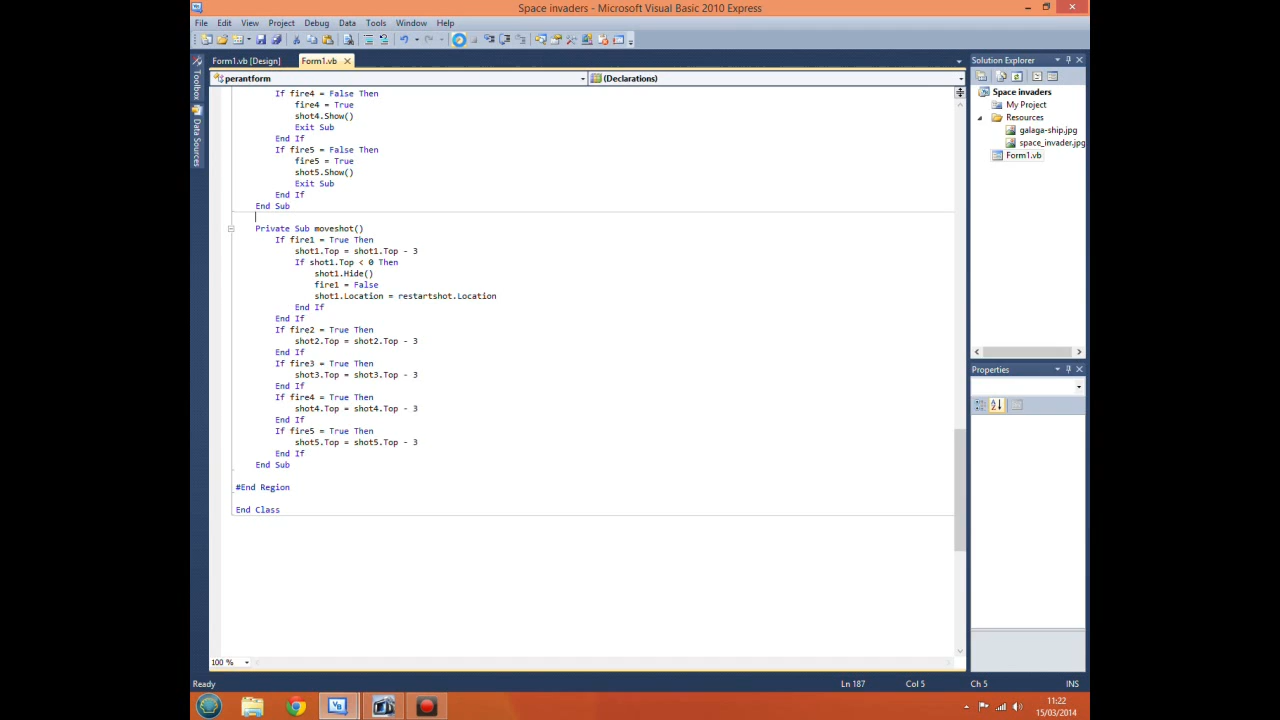 Space invaders - Microsoft Visual Basic 2010 Express
File Edit View Project Debug Data Tools Window Help
Form1.vb [Design] Form1.vb
perantform (Declarations)
Toolbox
Data Sources
If fire4 = False Then
fire4 = True
shot4.Show()
Exit Sub
End If
If fire5 = False Then
fire5 = True
shot5.Show()
Exit Sub
End If
End Sub
Private Sub moveshot()
If fire1 = True Then
shot1.Top = shot1.Top - 3
If shot1.Top < 0 Then
shot1.Hide()
fire1 = False
shot1.Location = restartshot.Location
End If
End If
If fire2 = True Then
shot2.Top = shot2.Top - 3
End If
If fire3 = True Then
shot3.Top = shot3.Top - 3
End If
If fire4 = True Then
shot4.Top = shot4.Top - 3
End If
If fire5 = True Then
shot5.Top = shot5.Top - 3
End If
End Sub
#End Region
End Class
100 %
Solution Explorer
Space invaders
My Project
Resources
galaga-ship.jpg
space_invader.jpg
Form1.vb
Properties
Ready Ln 187 Col 5 Ch 5 INS
11:22
15/03/2014